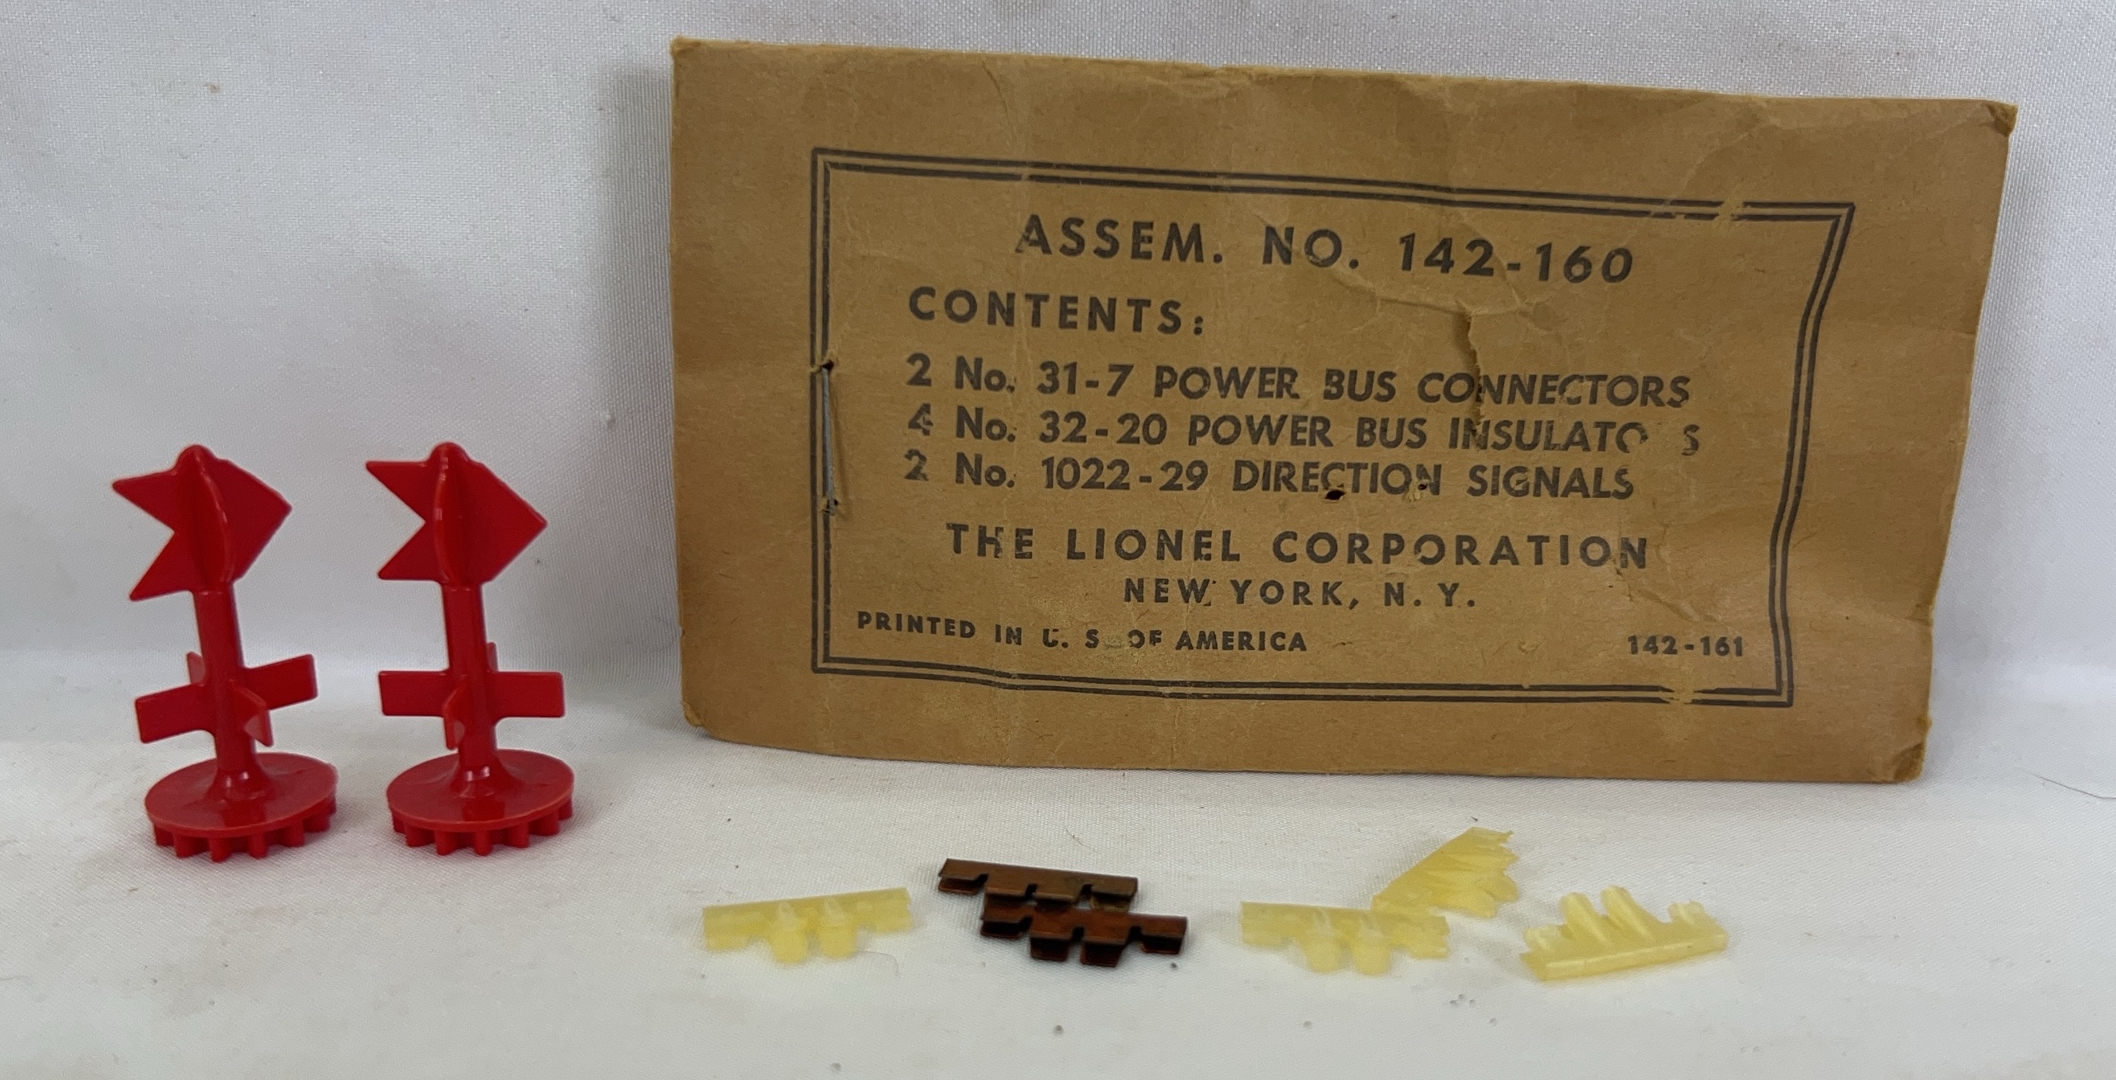 ASSEM. NO. 142-160
CONTENTS:
2 No. 31-7 POWER BUS CONNECTORS
4 No. 32-20 POWER BUS INSULATO S
2 No. 1022-29 DIRECTION SIGNALS
THE LIONEL CORPORATION
NEW YORK, N. Y.
PRINTED IN U. S. OF AMERICA 142-161